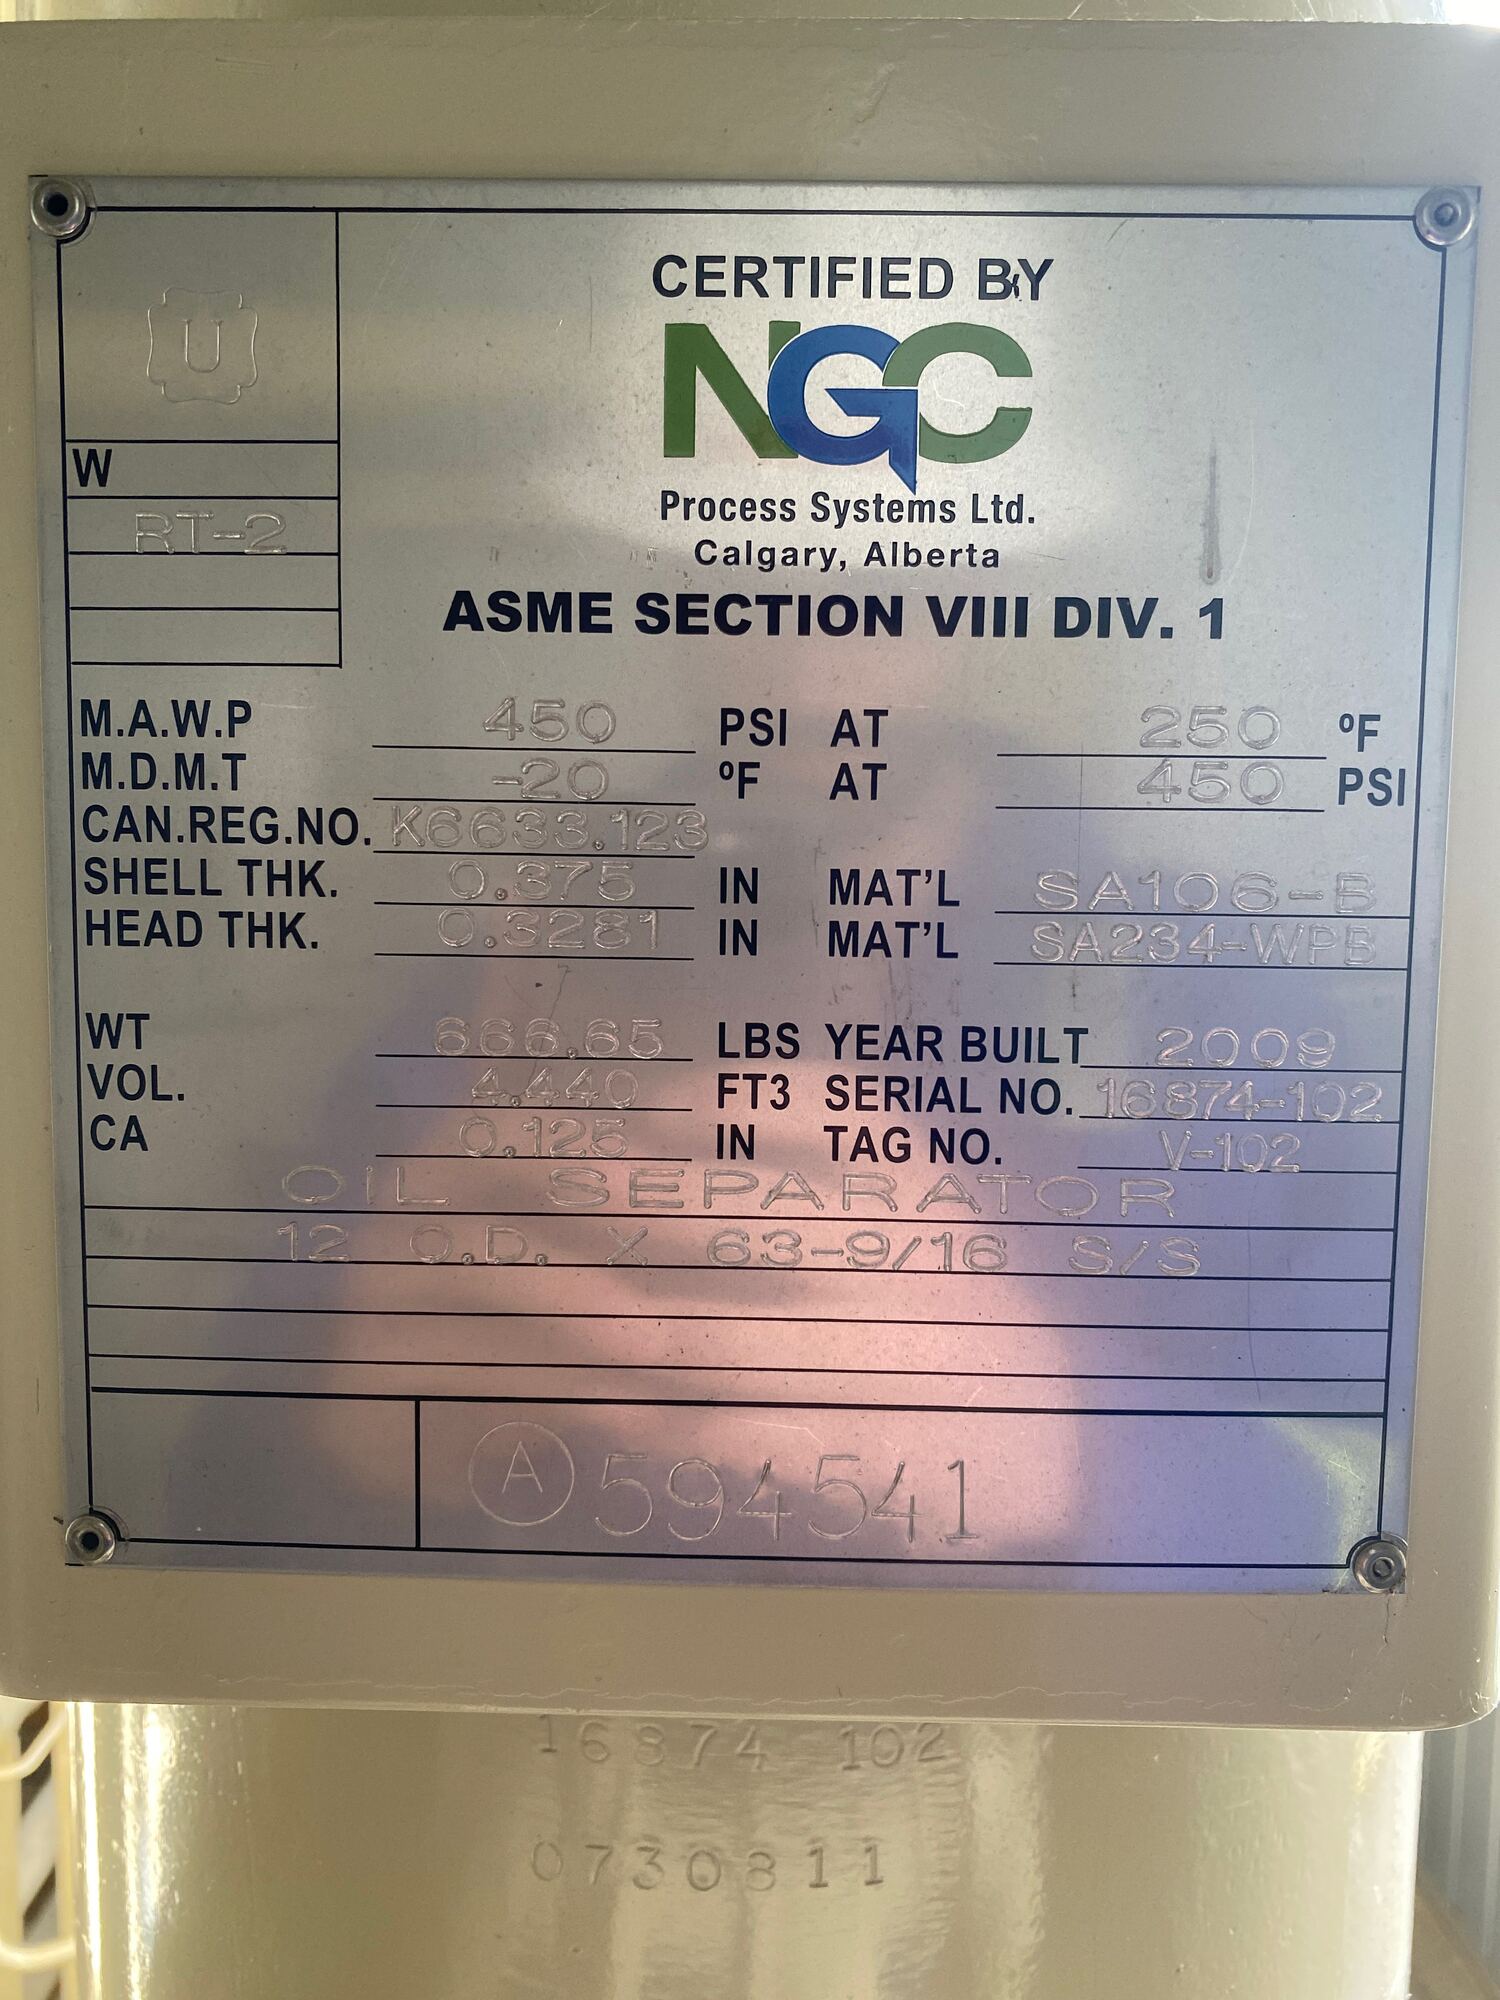 U
W
RT-2
CERTIFIED BY
NGC
Process Systems Ltd.
Calgary, Alberta
ASME SECTION VIII DIV. 1
M.A.W.P 450 PSI AT 250 ºF
M.D.M.T -20 ºF AT 450 PSI
CAN.REG.NO. K6633.123
SHELL THK. 0.375 IN MAT'L SA106-B
HEAD THK. 0.3281 IN MAT'L SA234-WPB
WT 666.65 LBS YEAR BUILT 2009
VOL. 4.440 FT3 SERIAL NO. 16874-102
CA 0.125 IN TAG NO. V-102
OIL SEPARATOR
12 O.D. X 63-9/16 S/S
A 594541
16874 102
0730811